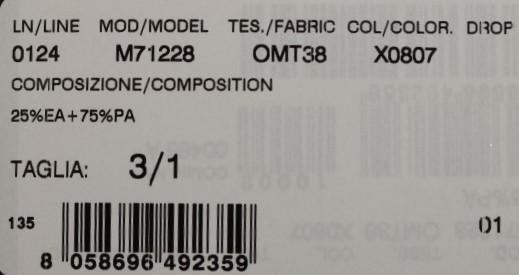 LN/LINE MOD/MODEL TES./FABRIC COL/COLOR. DROP
0124 M71228 OMT38 X0807
COMPOSIZIONE/COMPOSITION
25%EA+75%PA
TAGLIA: 3/1
135 01
8 058696 492359